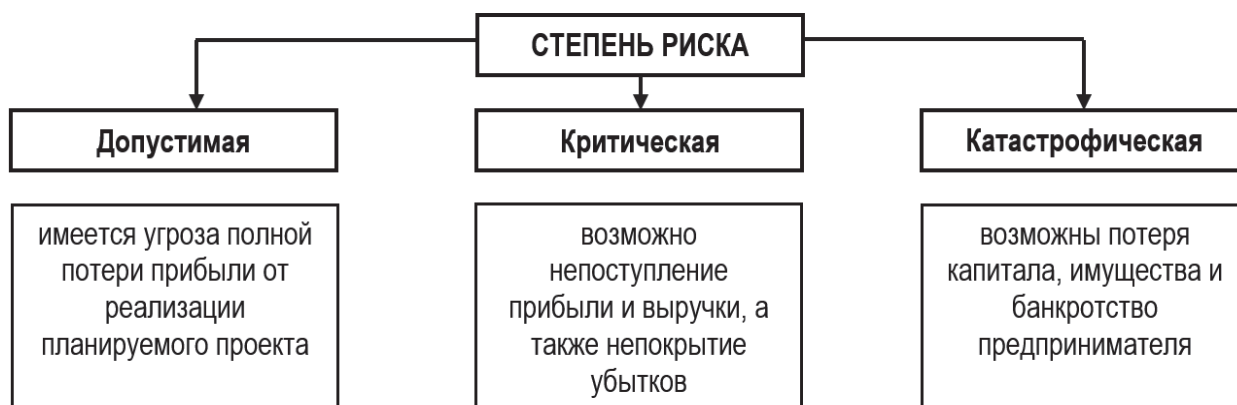 СТЕПЕНЬ РИСКА
Допустимая
Критическая
Катастрофическая
имеется угроза полной
потери прибыли от
реализации
планируемого проекта
возможно
непоступление
прибыли и выручки, а
также непокрытие
убытков
возможны потеря
капитала, имущества и
банкротство
предпринимателя